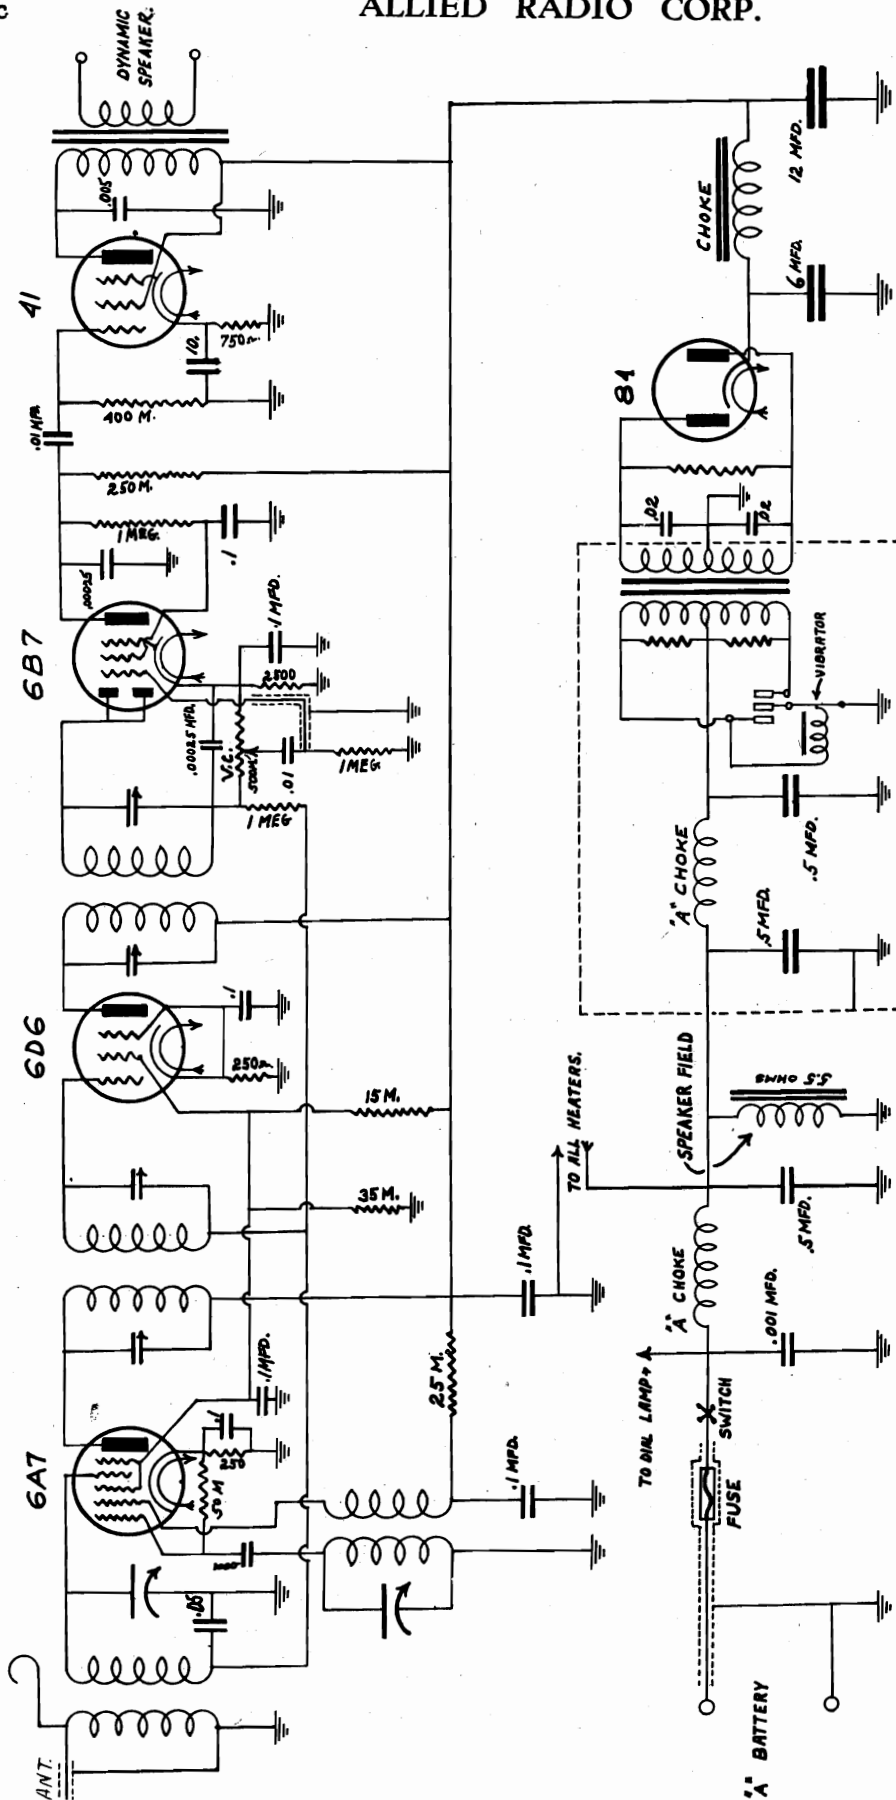 c
ALLIED RADIO CORP.
DYNAMIC
SPEAKER.
.005
41
750∩
10.
400 M.
.01 MFD.
250 M.
1 MEG.
.1
.00025
6B7
.1 MFD.
2500
.00025 MFD.
V.C.
500M
.01
1 MEG
1 MEG
6D6
.1
250∩
15 M.
35 M.
.1 MFD.
.1 MFD.
.1
250
50 M
6A7
.05
25 M.
.1 MFD.
ANT.
CHOKE
12 MFD.
6 MFD.
84
.02
.02
VIBRATOR
"A" CHOKE
.5 MFD.
.5 MFD.
SPEAKER FIELD
5.5 OHMS
TO ALL HEATERS.
.5 MFD.
"A" CHOKE
.001 MFD.
TO DIAL LAMP
SWITCH
FUSE
"A" BATTERY